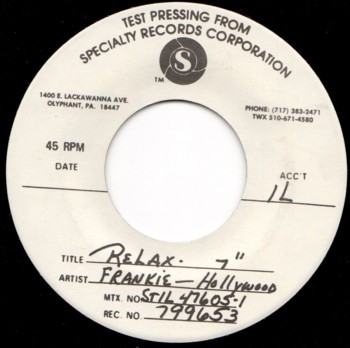 TEST PRESSING FROM
SPECIALTY RECORDS CORPORATION
S
TM
1400 E. LACKAWANNA AVE.
OLYPHANT, PA. 18447
PHONE: (717) 383-2471
TWX 510-671-4580
45 RPM
DATE
ACC'T
IL
TITLE RELAX. 7"
ARTIST FRANKIE — HOLLYWOOD
MTX. NO. STIL 47605-1
REC. NO. 799653